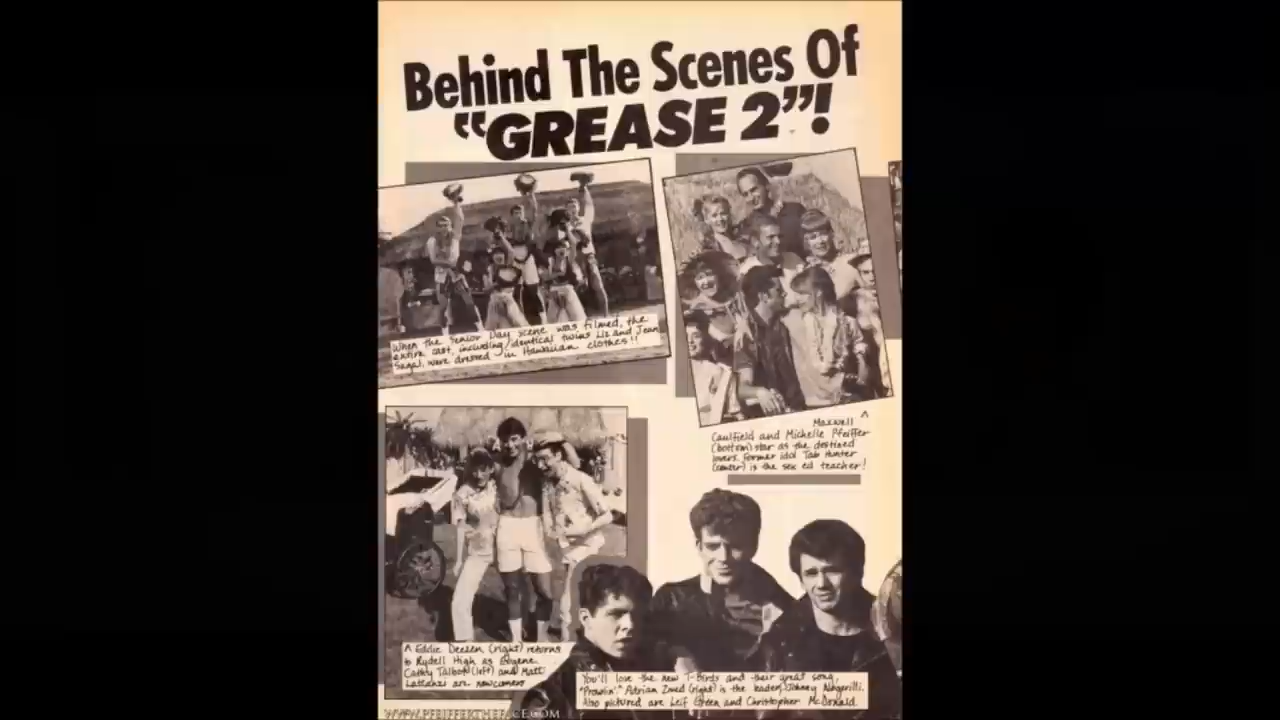 Behind The Scenes Of
"GREASE 2"!
When the Senior Day scene was filmed, the
entire cast, including identical twins Liz and Jean
Sagal, were dressed in Hawaiian clothes!!
^
Maxwell
Caulfield and Michelle Pfeiffer
(bottom) star as the destined
lovers. Former idol Tab Hunter
(center) is the sex ed teacher!
^ Eddie Deezen (right) returns
to Rydell High as Eugene.
Cathy Talbot (left) and Matt
Lattanzi are newcomers
You'll love the new T-Birds and their great song,
"Prowlin'." Adrian Zmed (right) is the leader, Johnny Nogerilli.
Also pictured are Leif Green and Christopher McDonald.